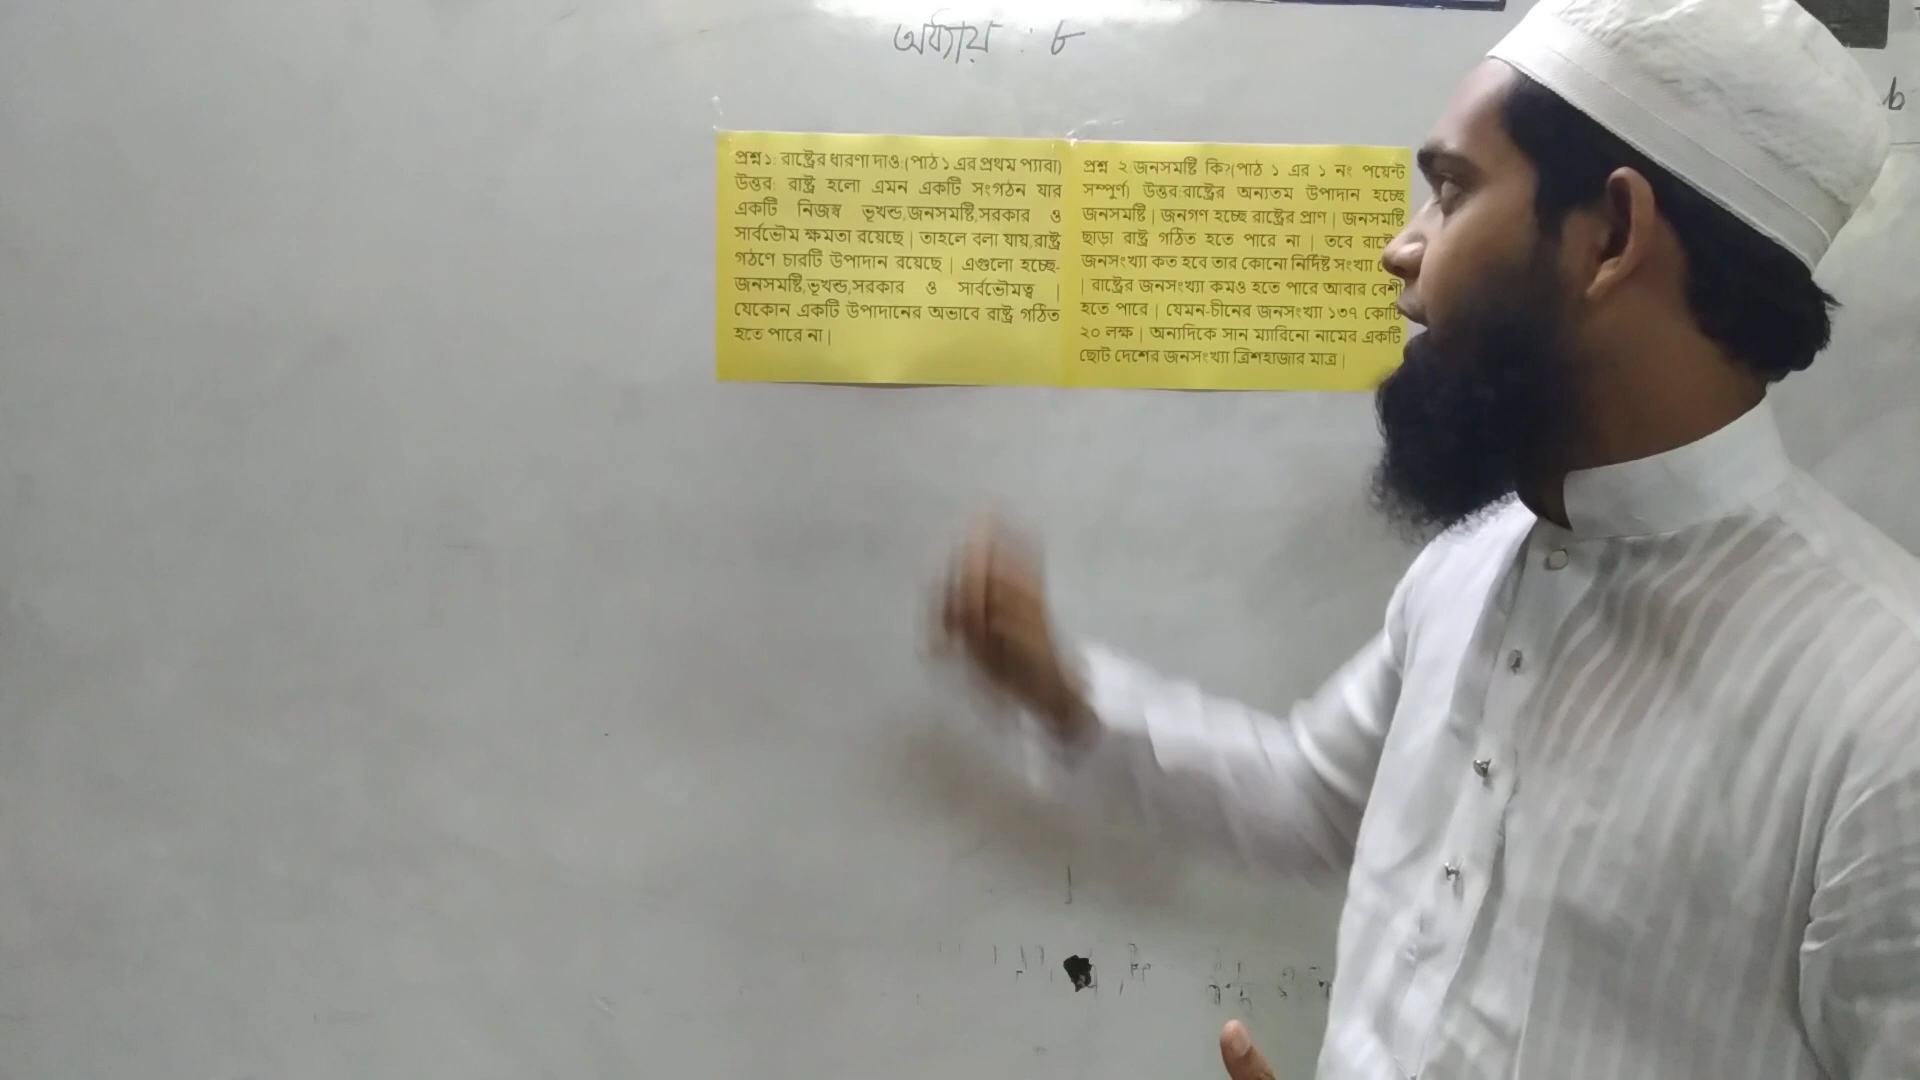 অধ্যায় : ৮
প্রশ্ন ১: রাষ্ট্রের ধারণা দাও।(পাঠ ১ এর প্রথম প্যারা)
উত্তর: রাষ্ট্র হলো এমন একটি সংগঠন যার
একটি নিজস্ব ভূখন্ড,জনসমষ্টি,সরকার ও
সার্বভৌম ক্ষমতা রয়েছে। তাহলে বলা যায়,রাষ্ট্র
গঠণে চারটি উপাদান রয়েছে। এগুলো হচ্ছে-
জনসমষ্টি,ভূখন্ড,সরকার ও সার্বভৌমত্ব।
যেকোন একটি উপাদানের অভাবে রাষ্ট্র গঠিত
হতে পারে না।
প্রশ্ন ২:জনসমষ্টি কি?(পাঠ ১ এর ১ নং পয়েন্ট
সম্পূর্ণ) উত্তর:রাষ্ট্রের অন্যতম উপাদান হচ্ছে
জনসমষ্টি। জনগণ হচ্ছে রাষ্ট্রের প্রাণ। জনসমষ্টি
ছাড়া রাষ্ট্র গঠিত হতে পারে না। তবে
জনসংখ্যা কত হবে তার কোনো নির্দিষ্ট সংখ্যা
। রাষ্ট্রের জনসংখ্যা কমও হতে পারে আবার বেশী
হতে পারে। যেমন-চীনের জনসংখ্যা ১৩৭ কোটি
২০ লক্ষ। অন্যদিকে সান ম্যারিনো নামের একটি
ছোট দেশের জনসংখ্যা ত্রিশহাজার মাত্র।